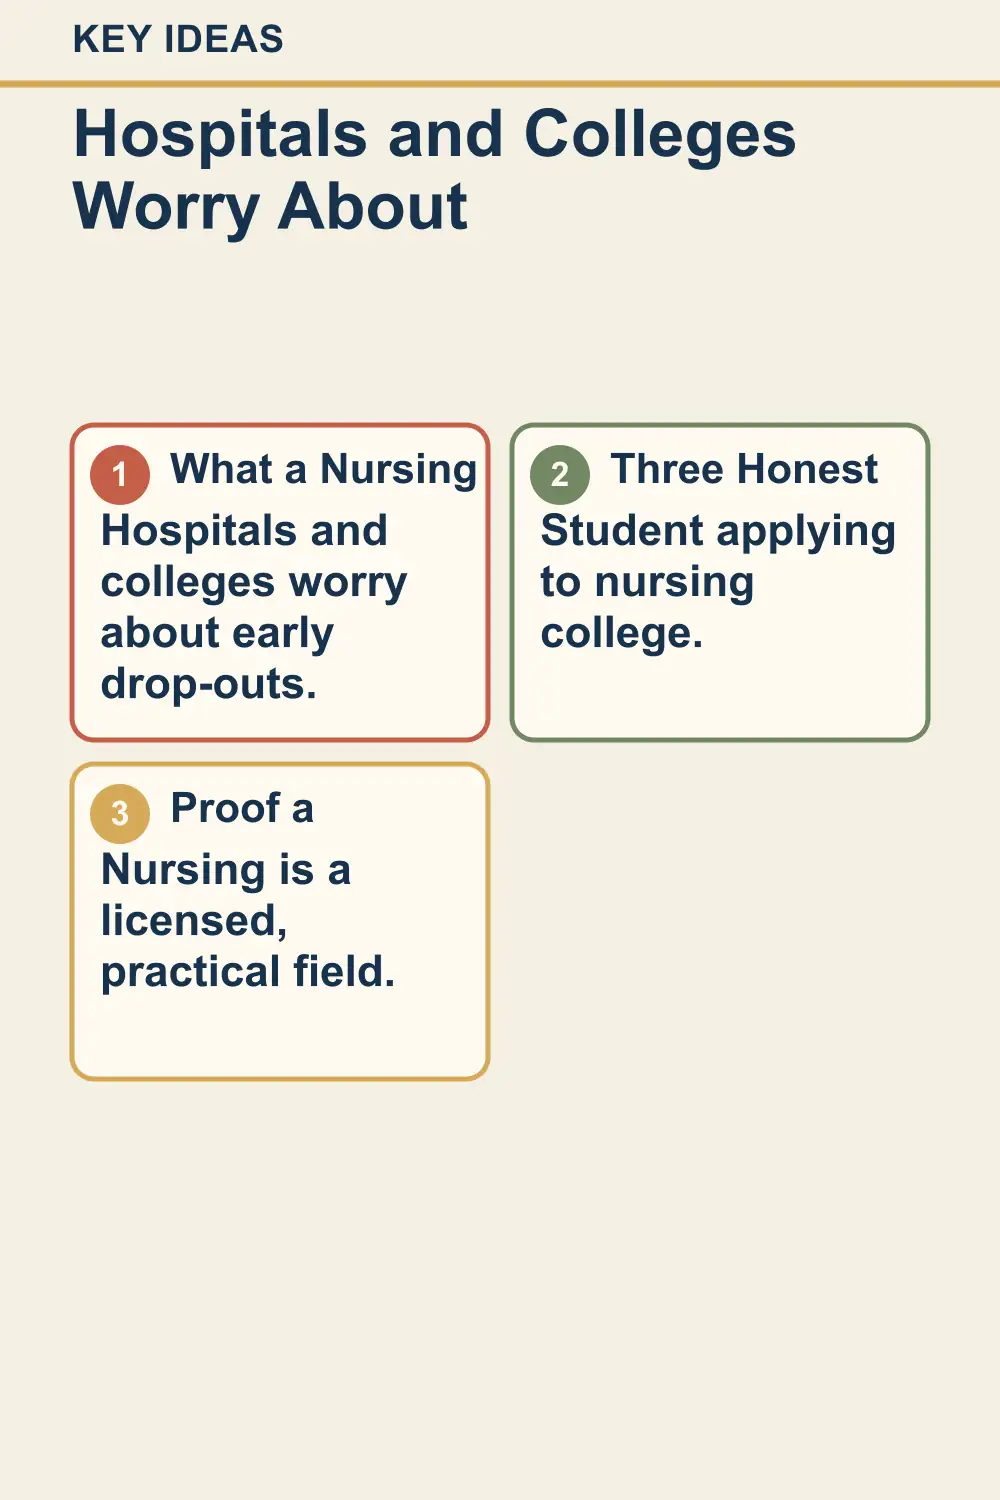 KEY IDEAS
Hospitals and Colleges
Worry About
1 What a Nursing
Hospitals and
colleges worry
about early
drop-outs.
2 Three Honest
Student applying
to nursing
college.
3 Proof a
Nursing is a
licensed,
practical field.